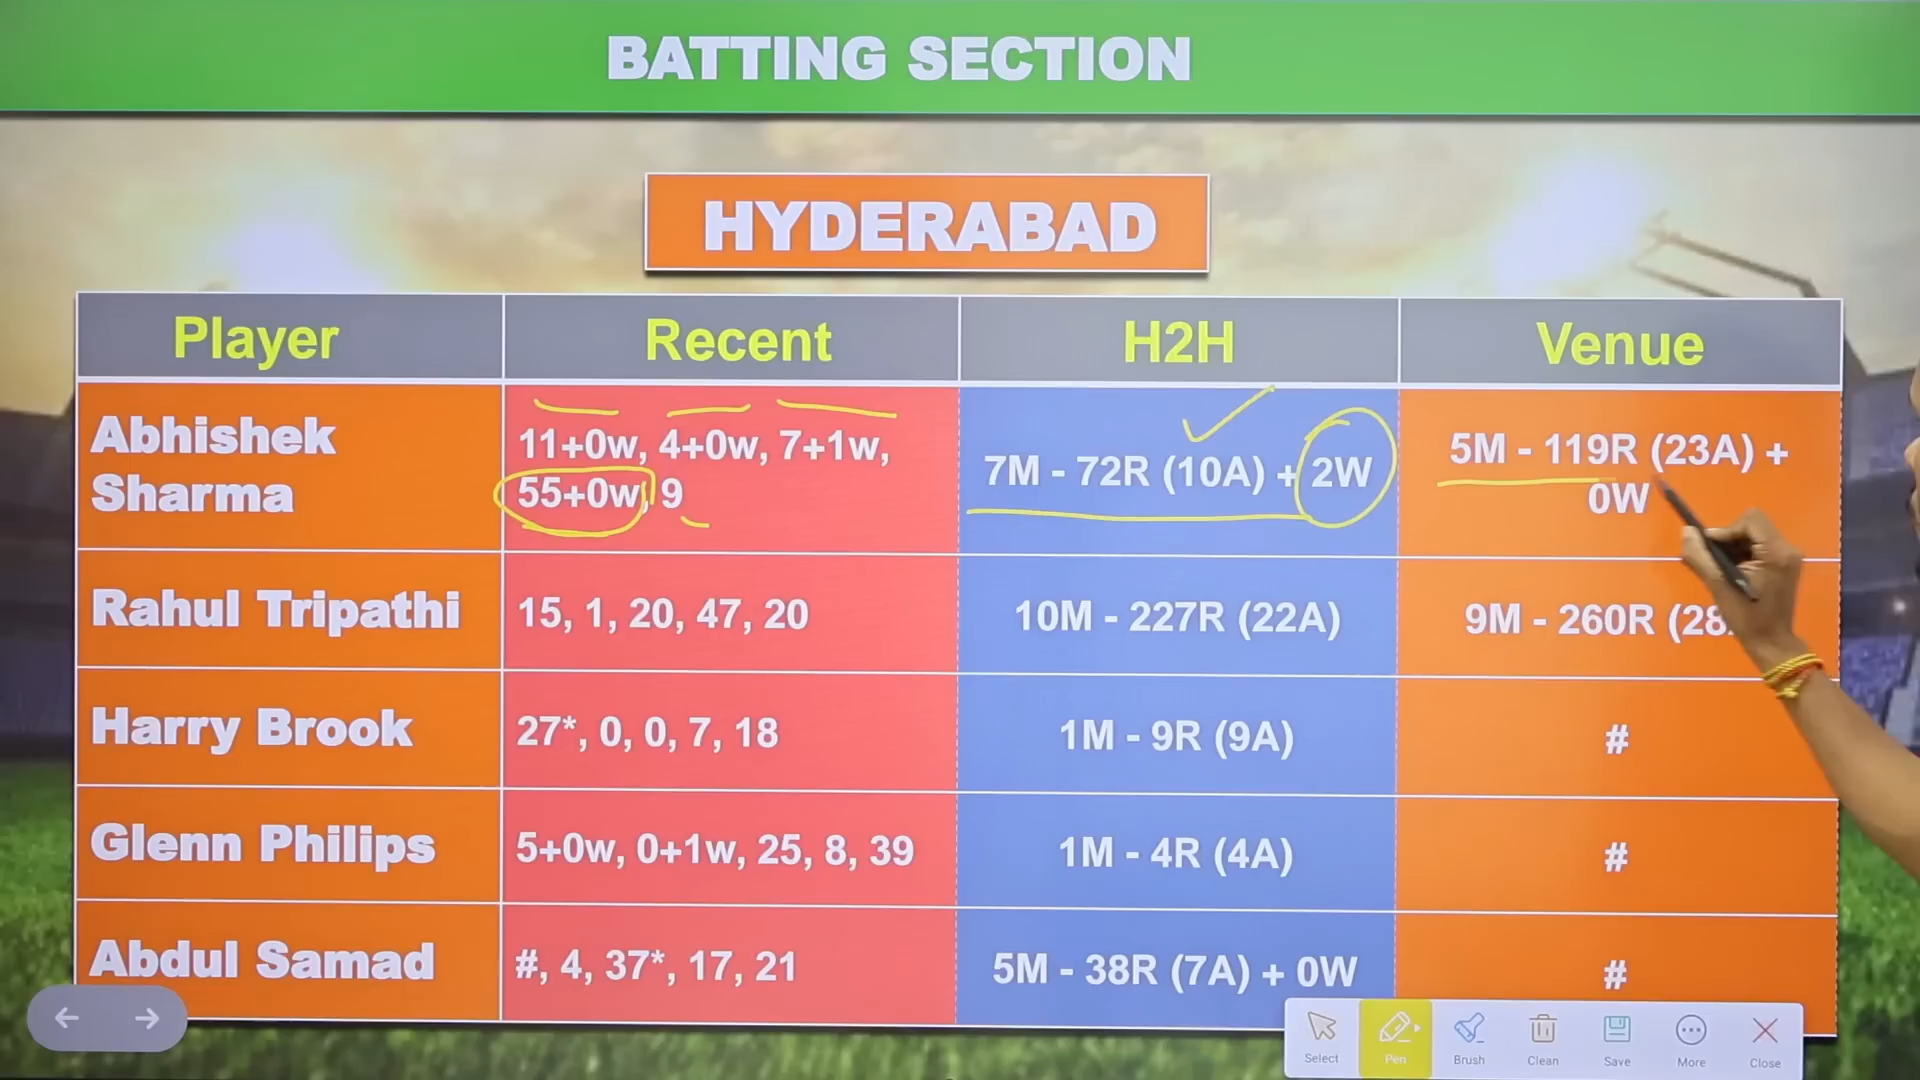 BATTING SECTION
HYDERABAD
Player
Recent
H2H
Venue
Abhishek
Sharma
11+0w, 4+0w, 7+1w,
55+0w, 9
7M - 72R (10A) + 2W
5M - 119R (23A) +
0W
Rahul Tripathi
15, 1, 20, 47, 20
10M - 227R (22A)
9M - 260R (28
Harry Brook
27*, 0, 0, 7, 18
1M - 9R (9A)
#
Glenn Philips
5+0w, 0+1w, 25, 8, 39
1M - 4R (4A)
#
Abdul Samad
#, 4, 37*, 17, 21
5M - 38R (7A) + 0W
#
Select
Pen
Brush
Clean
Save
More
Close